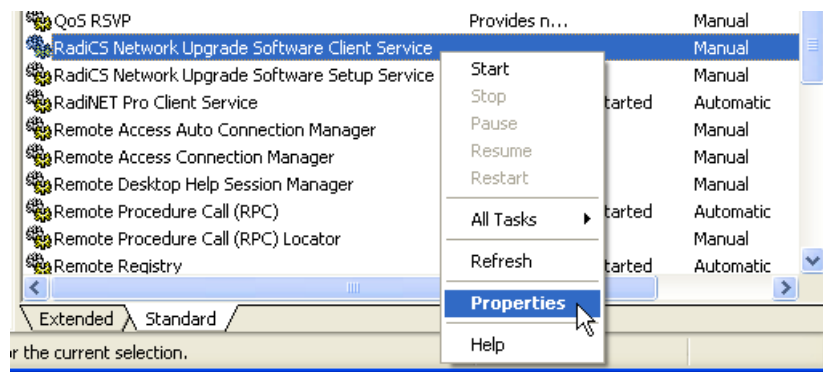 QoS RSVP Provides n... Manual
RadiCS Network Upgrade Software Client Service Manual
RadiCS Network Upgrade Software Setup Service Manual
RadiNET Pro Client Service tarted Automatic
Remote Access Auto Connection Manager Manual
Remote Access Connection Manager Manual
Remote Desktop Help Session Manager Manual
Remote Procedure Call (RPC) tarted Automatic
Remote Procedure Call (RPC) Locator Manual
Remote Registry tarted Automatic
Start
Stop
Pause
Resume
Restart
All Tasks
Refresh
Properties
Help
Extended Standard
r the current selection.